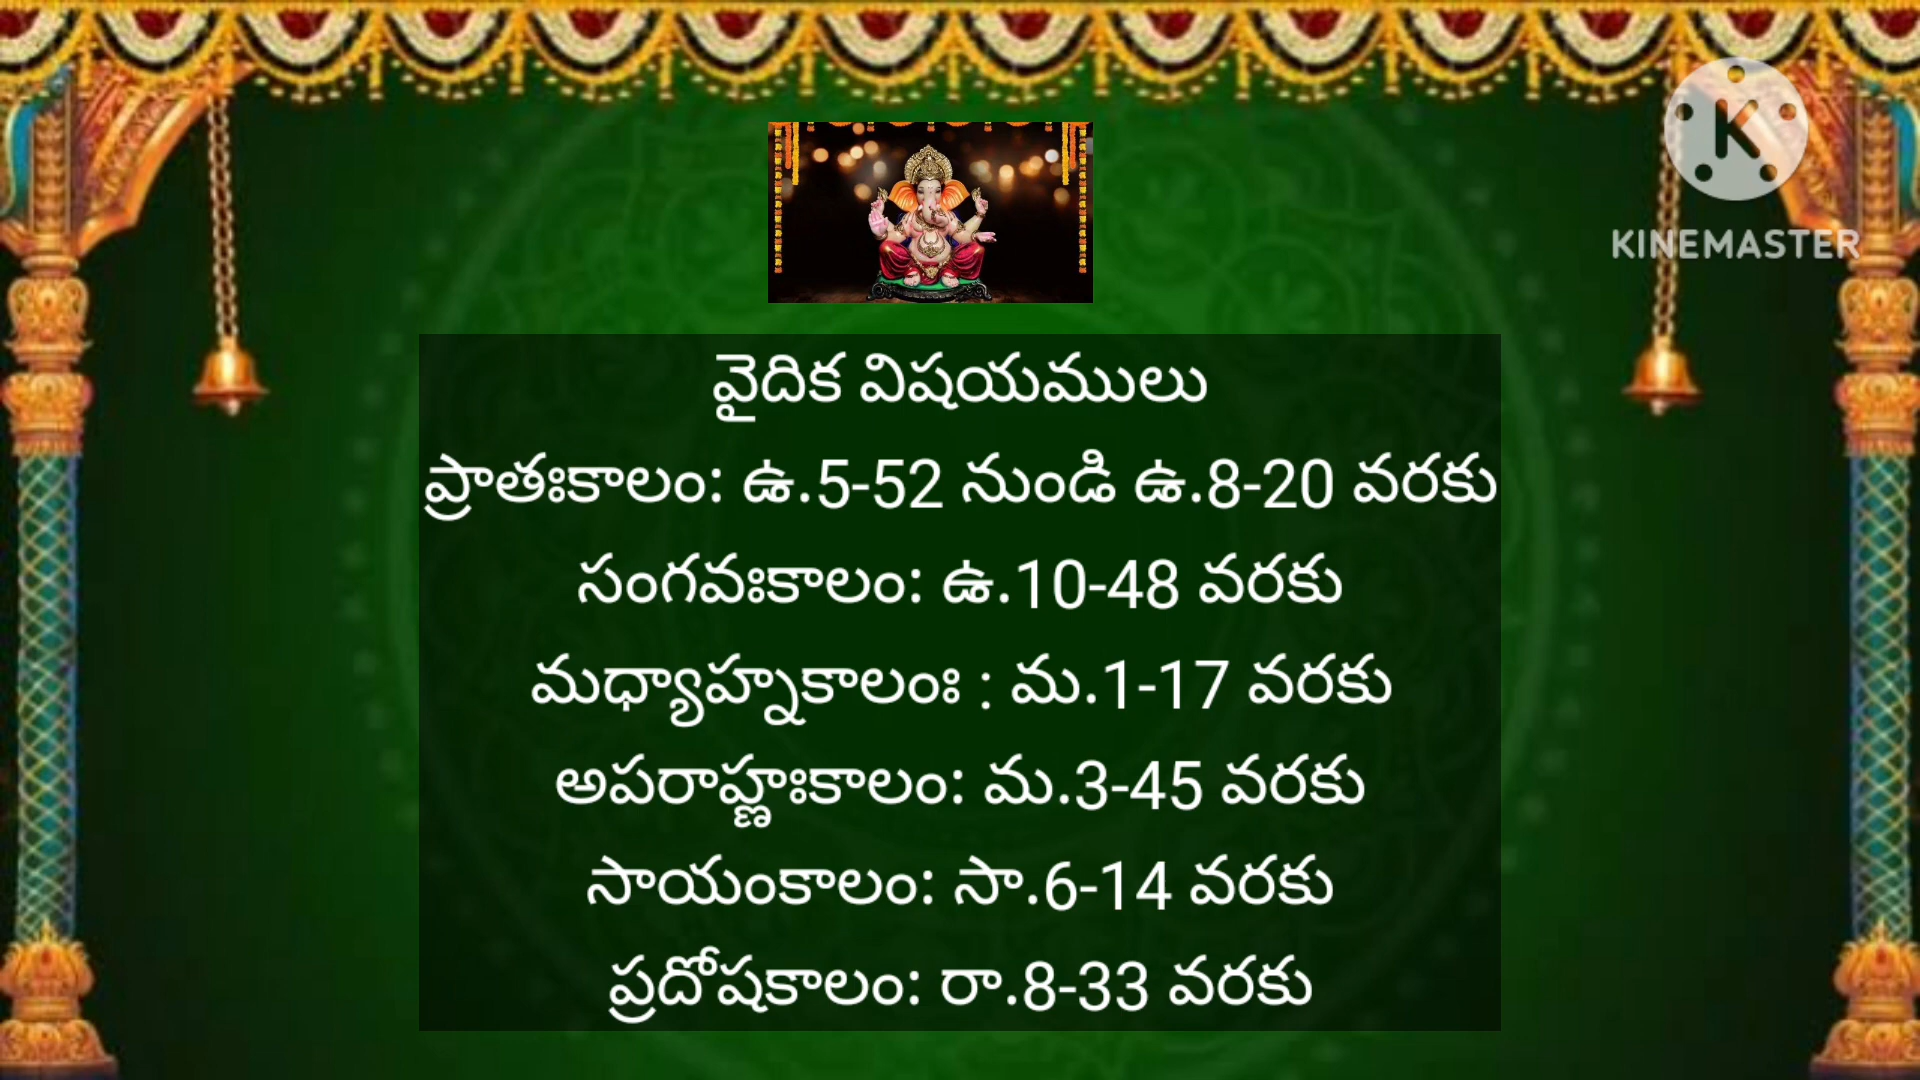 KINEMASTER
వైదిక విషయములు
ప్రాతఃకాలం: ఉ.5-52 నుండి ఉ.8-20 వరకు
సంగవఃకాలం: ఉ.10-48 వరకు
మధ్యాహ్నకాలంః : మ.1-17 వరకు
అపరాహ్ణఃకాలం: మ.3-45 వరకు
సాయంకాలం: సా.6-14 వరకు
ప్రదోషకాలం: రా.8-33 వరకు